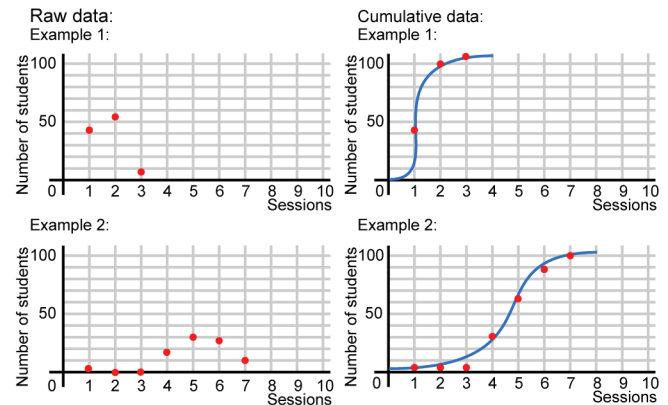 Raw data:
Example 1:
Number of students
100
50
0 1 2 3 4 5 6 7 8 9 10
Sessions
Cumulative data:
Example 1:
Number of students
100
50
0 1 2 3 4 5 6 7 8 9 10
Sessions
Example 2:
Number of students
100
50
0 1 2 3 4 5 6 7 8 9 10
Sessions
Example 2:
Number of students
100
50
0 1 2 3 4 5 6 7 8 9 10
Sessions